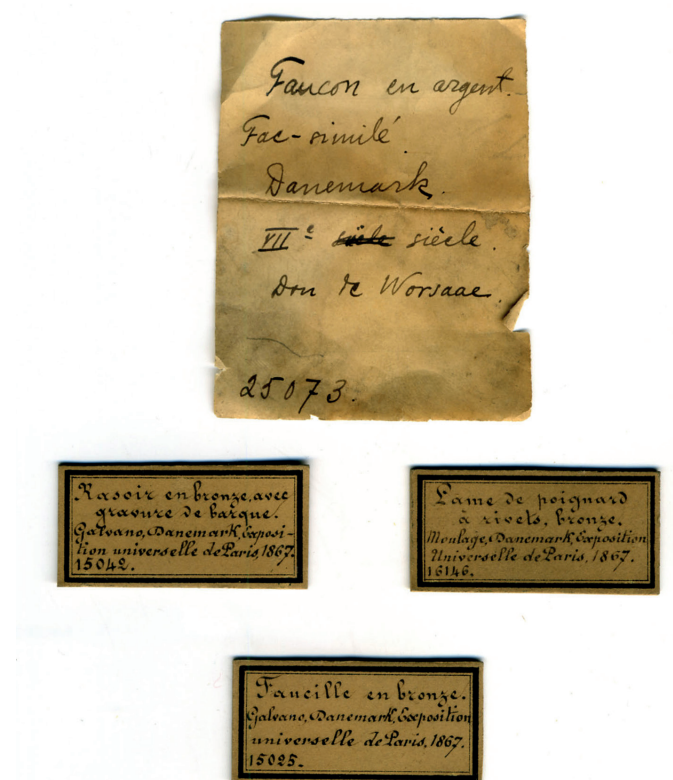 Faucon en argent.
Fac-similé
Danemark.
VIIe siècle.
Don de Worsaae.
25073.
Rasoir en bronze, avec
gravure de barque.
Galvano, Danemark, Exposi-
tion universelle de Paris, 1867.
15042.
Lame de poignard
à rivets, bronze.
Moulage, Danemark, Exposition
Universelle de Paris, 1867.
16146.
Faucille en bronze.
Galvano, Danemark, Exposition
universelle de Paris, 1867.
15025.